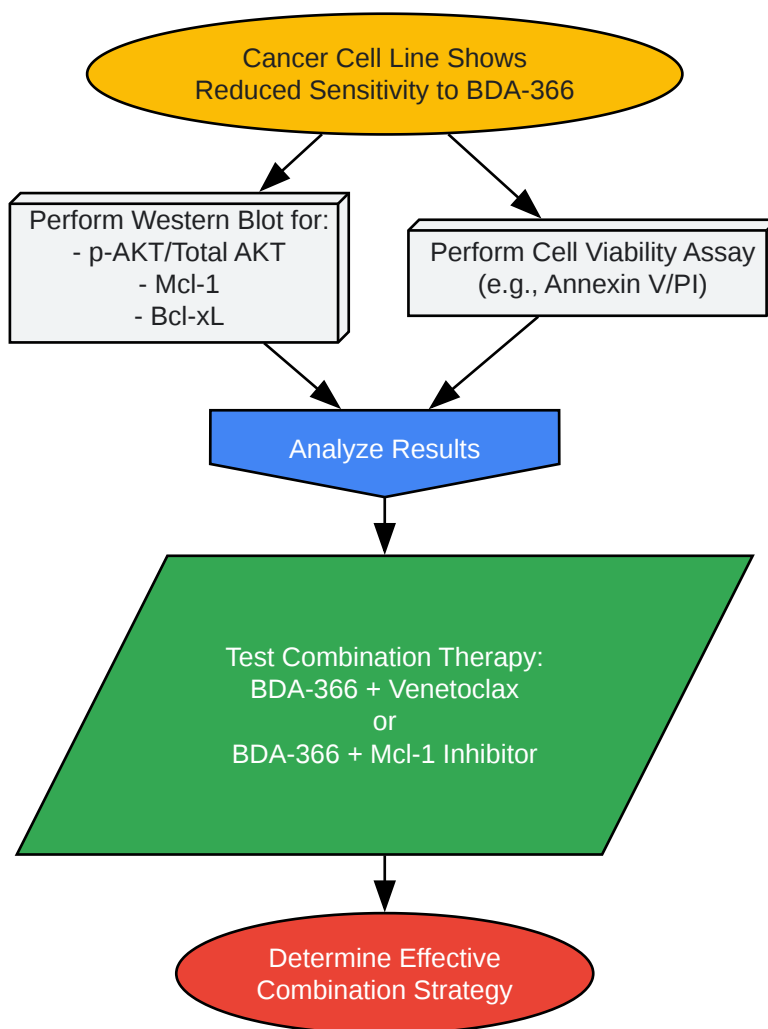 Cancer Cell Line Shows
Reduced Sensitivity to BDA-366
Perform Western Blot for:
- p-AKT/Total AKT
- Mcl-1
- Bcl-xL
Perform Cell Viability Assay
(e.g., Annexin V/PI)
Analyze Results
Test Combination Therapy:
BDA-366 + Venetoclax
or
BDA-366 + Mcl-1 Inhibitor
Determine Effective
Combination Strategy